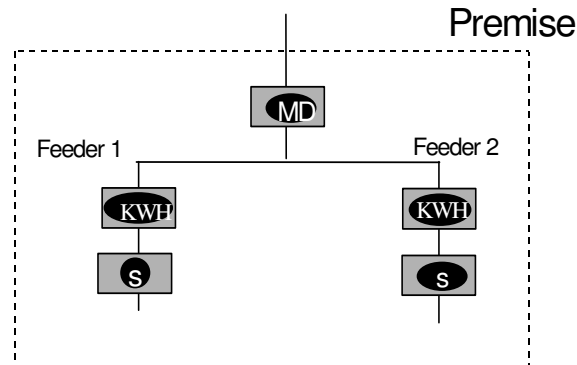 Premise
MD
Feeder 1
Feeder 2
KWH
KWH
S
S